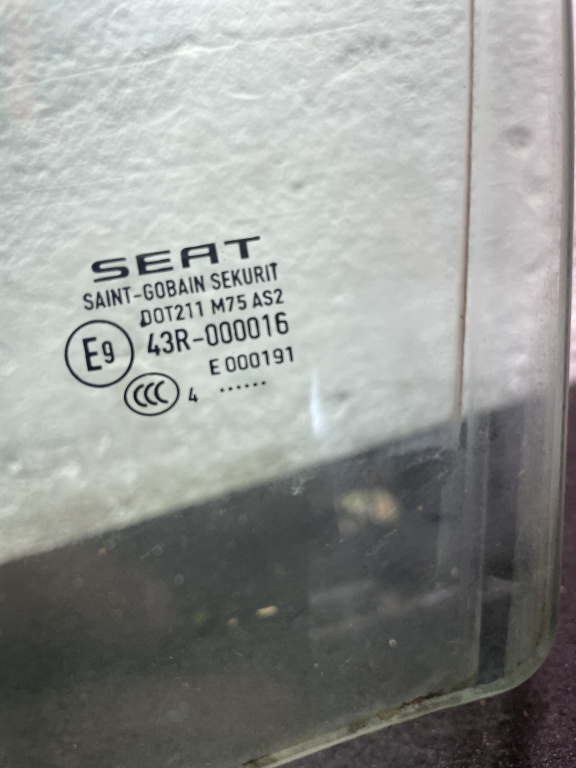 SEAT
SAINT-GOBAIN SEKURIT
DOT211 M75 AS2
E9 43R-000016
E 000191
CCC 4 ......